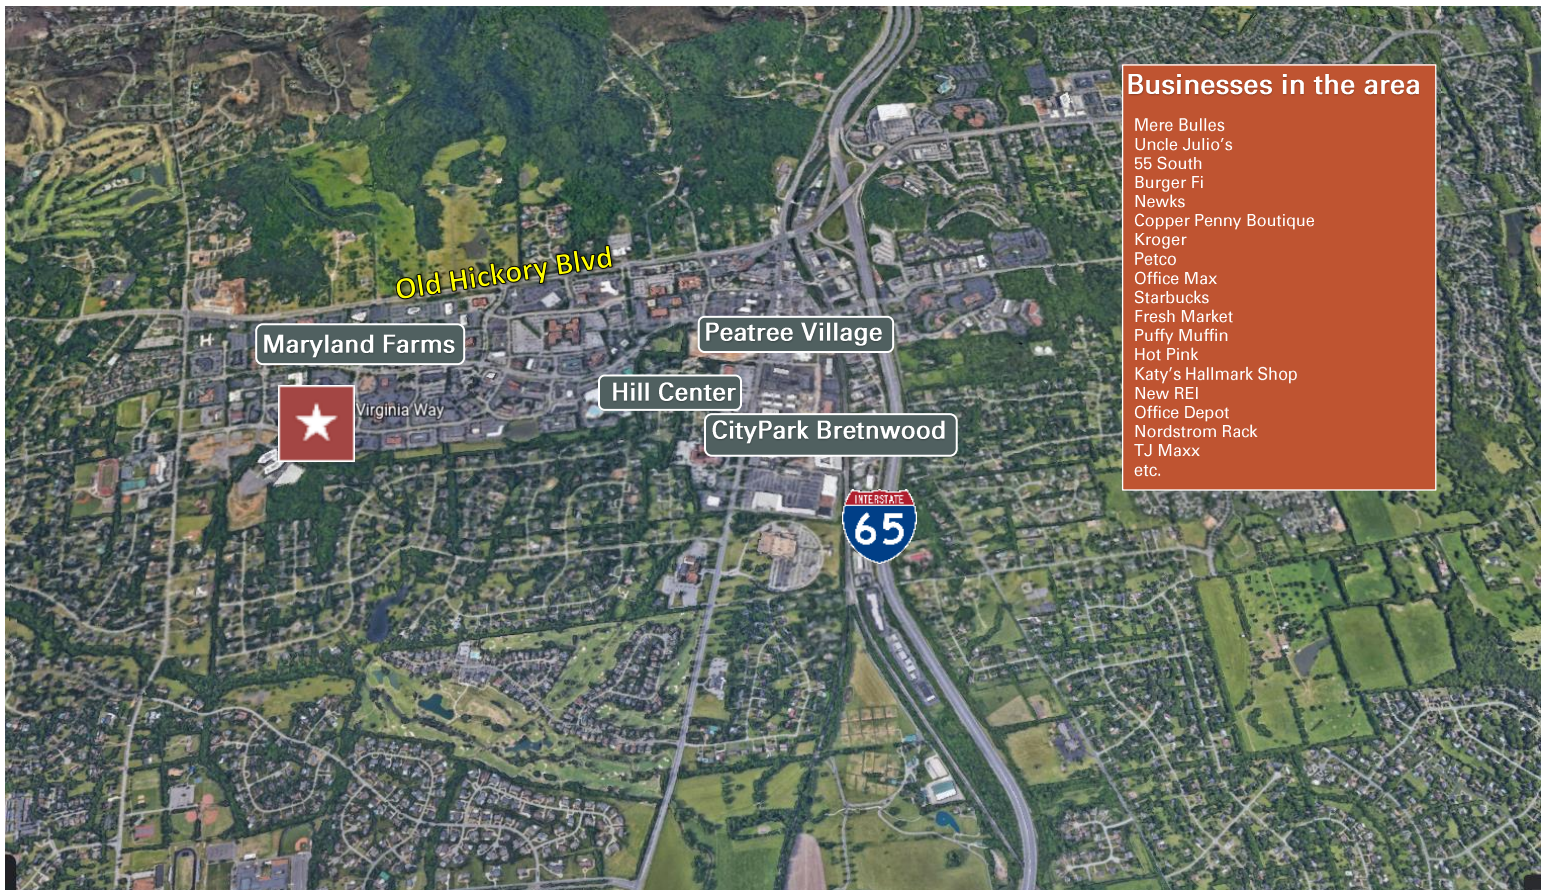 Businesses in the area
Mere Bulles
Uncle Julio's
55 South
Burger Fi
Newks
Copper Penny Boutique
Kroger
Petco
Office Max
Starbucks
Fresh Market
Puffy Muffin
Hot Pink
Katy's Hallmark Shop
New REI
Office Depot
Nordstrom Rack
TJ Maxx
etc.
Old Hickory Blvd
Maryland Farms
Peatree Village
Hill Center
Virginia Way
CityPark Bretnwood
INTERSTATE
65
H